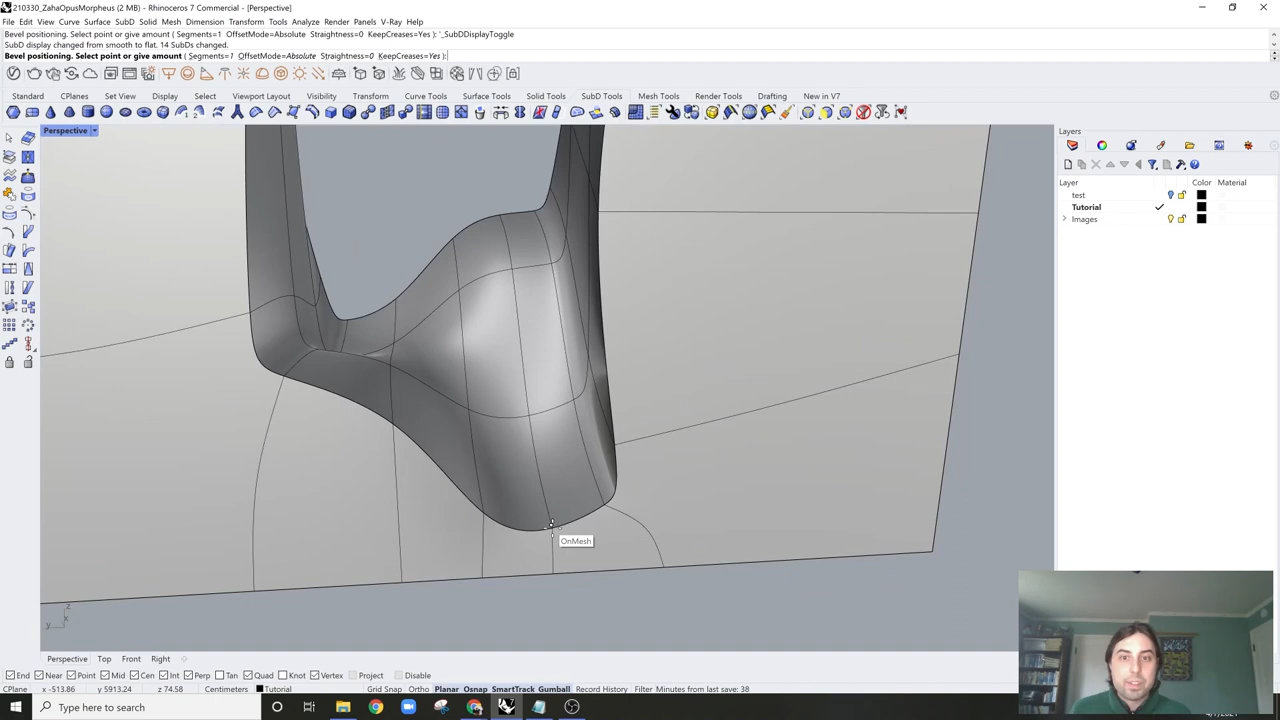 210330_ZahaOpusMorpheus (2 MB) - Rhinoceros 7 Commercial - [Perspective]
File Edit View Curve Surface SubD Solid Mesh Dimension Transform Tools Analyze Render Panels V-Ray Help
Bevel positioning. Select point or give amount ( Segments=1 OffsetMode=Absolute Straightness=0 KeepCreases=Yes ): '_SubDDisplayToggle
SubD display changed from smooth to flat. 14 SubDs changed.
Bevel positioning. Select point or give amount ( Segments=1 OffsetMode=Absolute Straightness=0 KeepCreases=Yes ):
Standard CPlanes Set View Display Select Viewport Layout Visibility Transform Curve Tools Surface Tools Solid Tools SubD Tools Mesh Tools Render Tools Drafting New in V7
Perspective
Layers
Layer Color Material
test
Tutorial
Images
OnMesh
z
x
y
Perspective Top Front Right
End Near Point Mid Cen Int Perp Tan Quad Knot Vertex Project Disable
CPlane x -513.86 y 5913.24 z 74.58 Centimeters Tutorial Grid Snap Ortho Planar Osnap SmartTrack Gumball Record History Filter Minutes from last save: 38
Type here to search